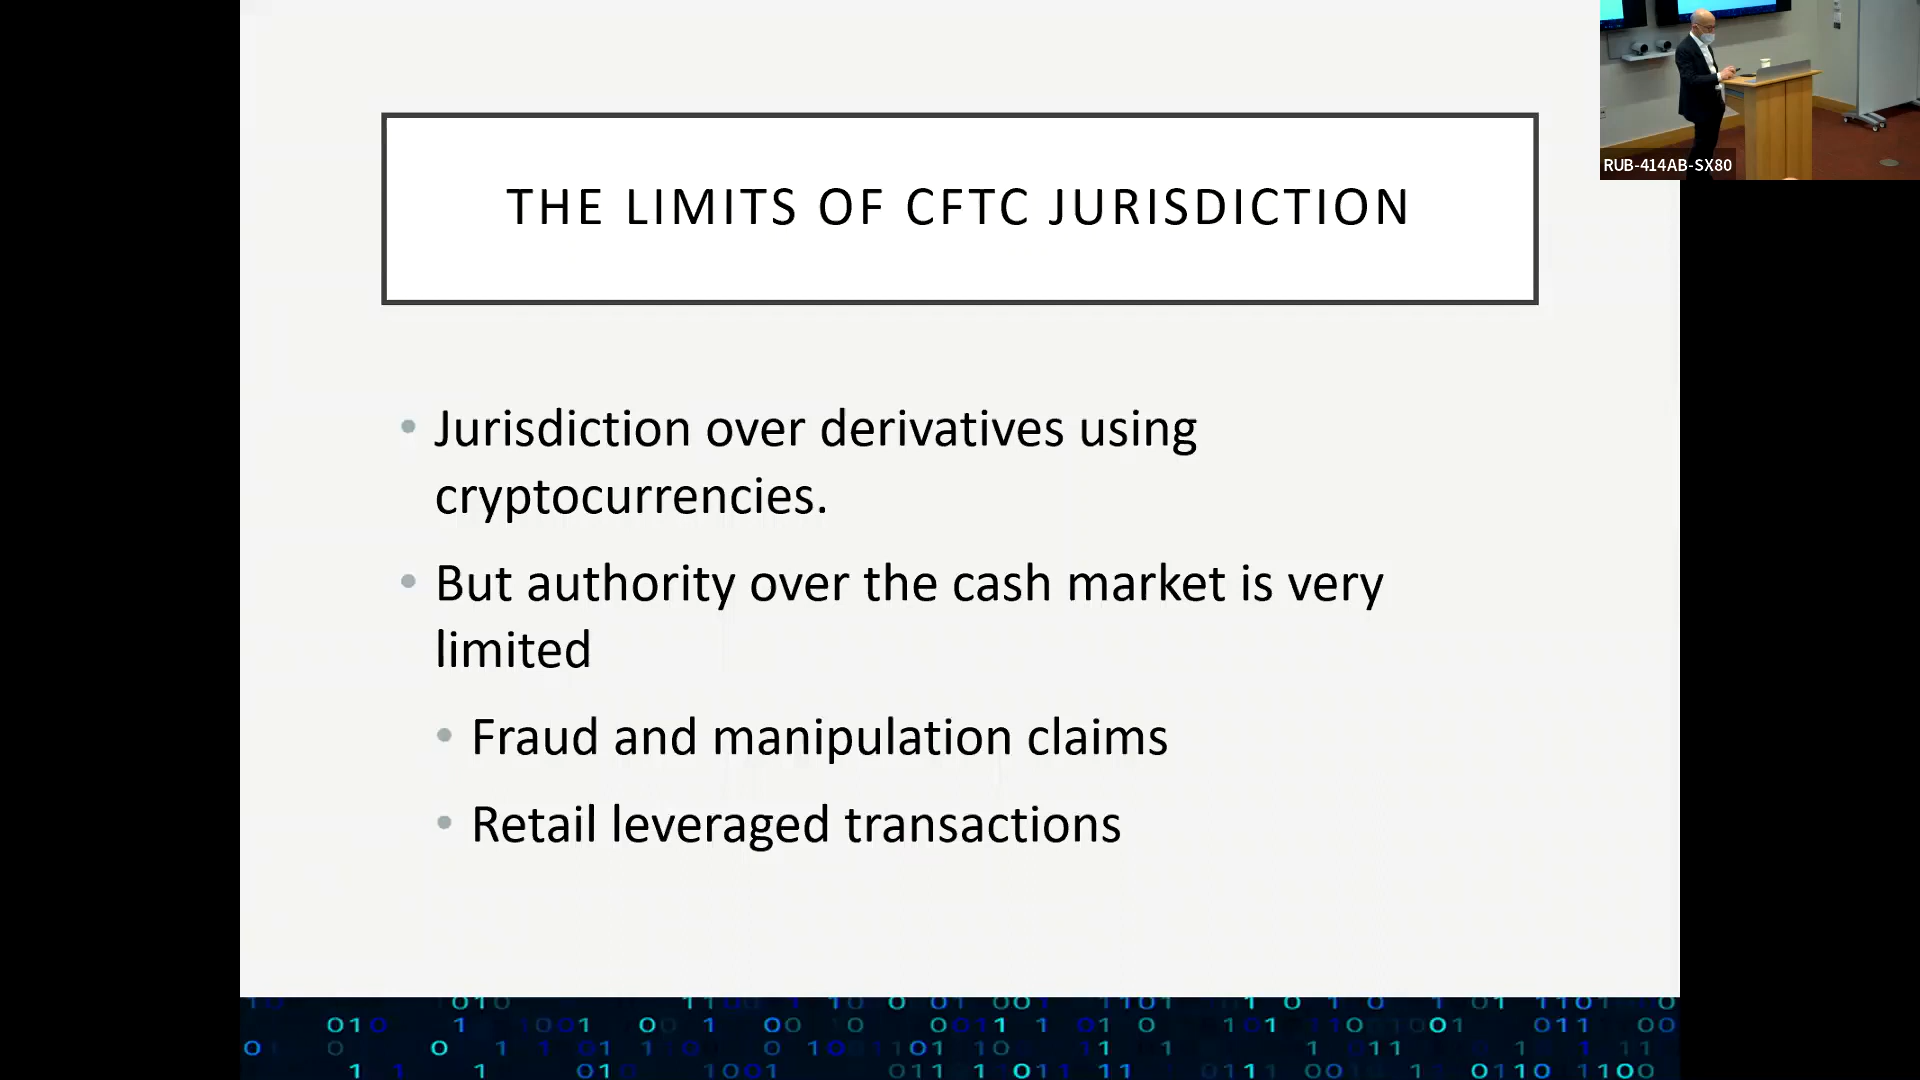 THE LIMITS OF CFTC JURISDICTION
• Jurisdiction over derivatives using
cryptocurrencies.
• But authority over the cash market is very
limited
• Fraud and manipulation claims
• Retail leveraged transactions
RUB-414AB-SX80